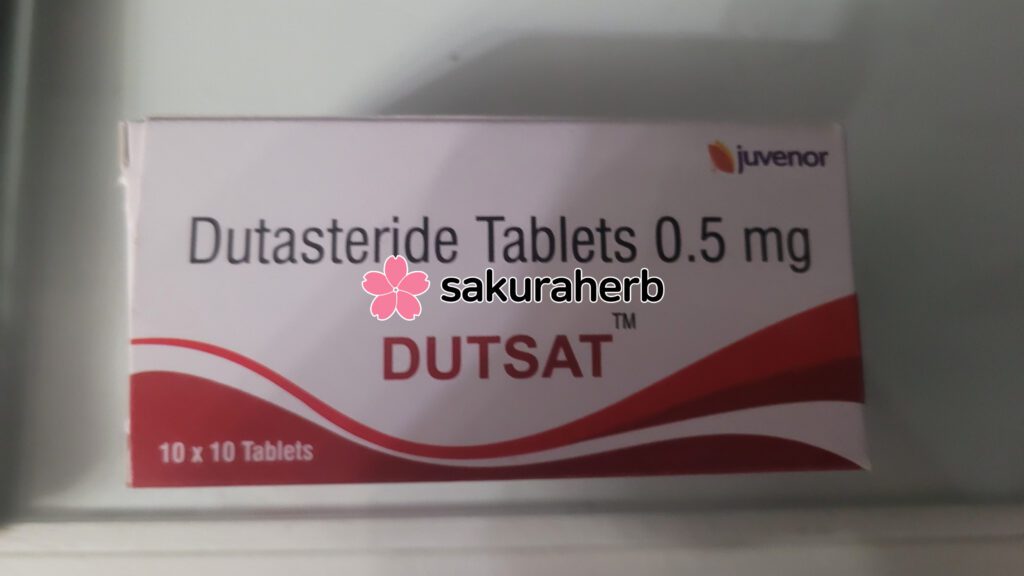 juvenor
Dutasteride Tablets 0.5 mg
sakuraherb
DUTSAT™
10 x 10 Tablets